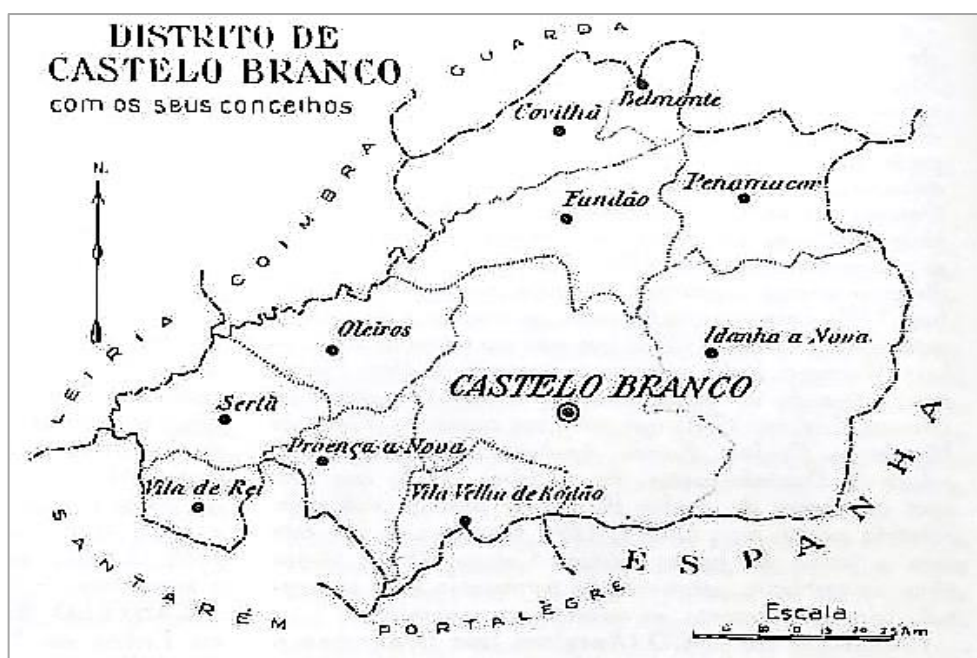 DISTRITO DE
CASTELO BRANCO
com os seus concelhos
GUARDA
COIMBRA
LEIRIA
N.
Belmonte
Covilhã
Penamacor
Fundão
Oleiros
Idanha a Nova
CASTELO BRANCO
Sertã
Proença-a-Nova
Vila de Rei
Vila Velha de Rodão
ESPANHA
SANTARÉM
PORTALEGRE
Escala